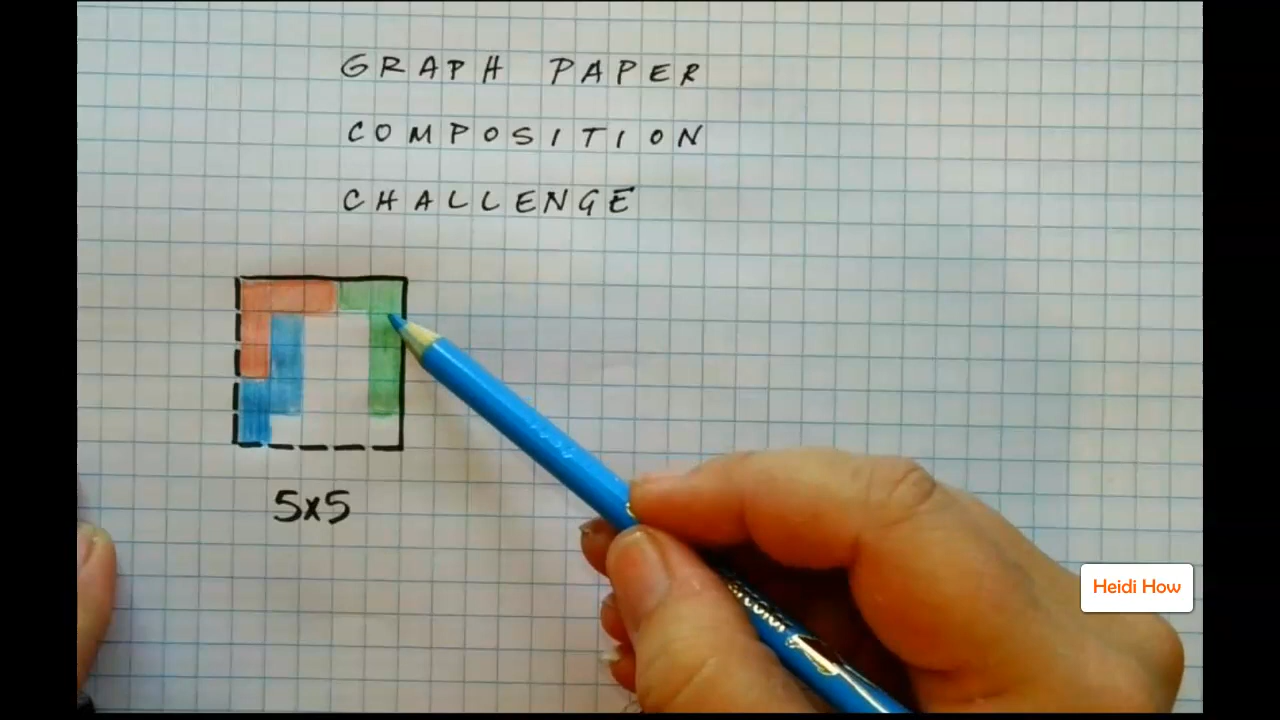 GRAPH PAPER
COMPOSITION
CHALLENGE
5x5
Heidi How